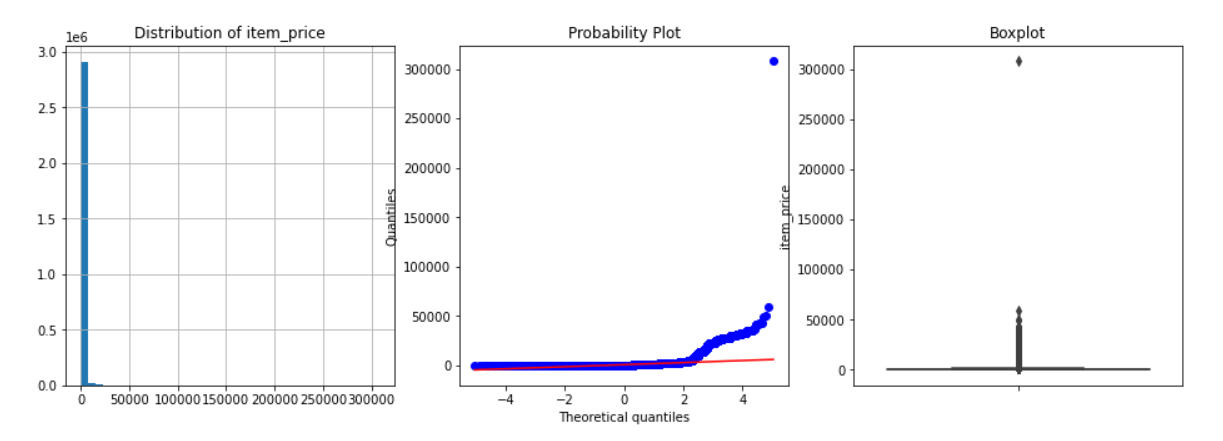 Distribution of item_price
1e6
3.0
2.5
2.0
1.5
1.0
0.5
0.0
0 50000 100000 150000 200000 250000 300000
Probability Plot
300000
250000
200000
150000
100000
50000
0
Quantiles
−4 −2 0 2 4
Theoretical quantiles
Boxplot
300000
250000
200000
150000
100000
50000
0
item_price